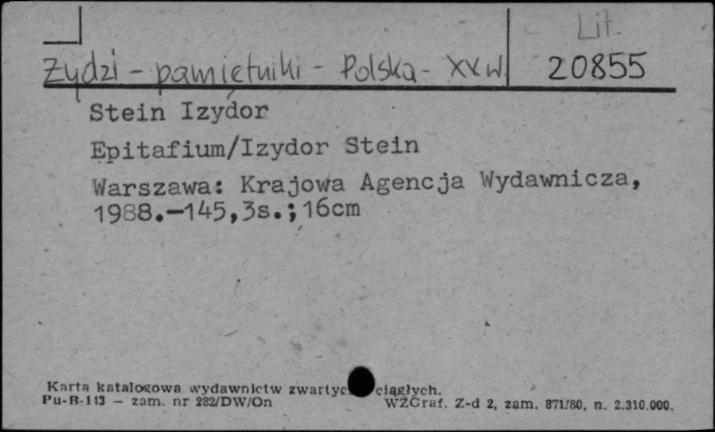 Lit.
Żydzi - pamiętniki - Polska - XX w 20855
Stein Izydor
Epitafium/Izydor Stein
Warszawa: Krajowa Agencja Wydawnicza,
1988.-145,3s.;16cm
Karta katalogowa wydawnictw zwartyc ciągłych.
Pu-B-113 — zam. nr 282/DW/On WZGraf. Z-d 2, zam. 871/80, n. 2.310.000.